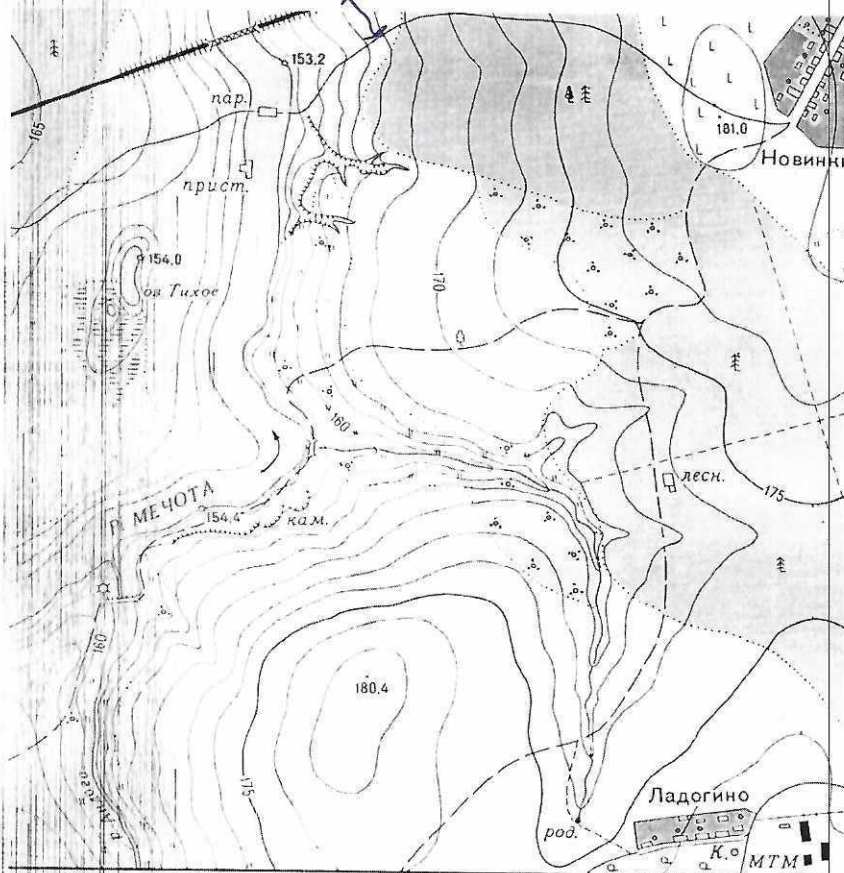 153,2
165
пар.
181,0
Новинки
прист.
154,0
оз Тихое
170
160
лесн.
175
Р. МЕЧОТА
154,4
кам.
160
180,4
175
р. Андога
Ладогино
род.
К.
МТМ